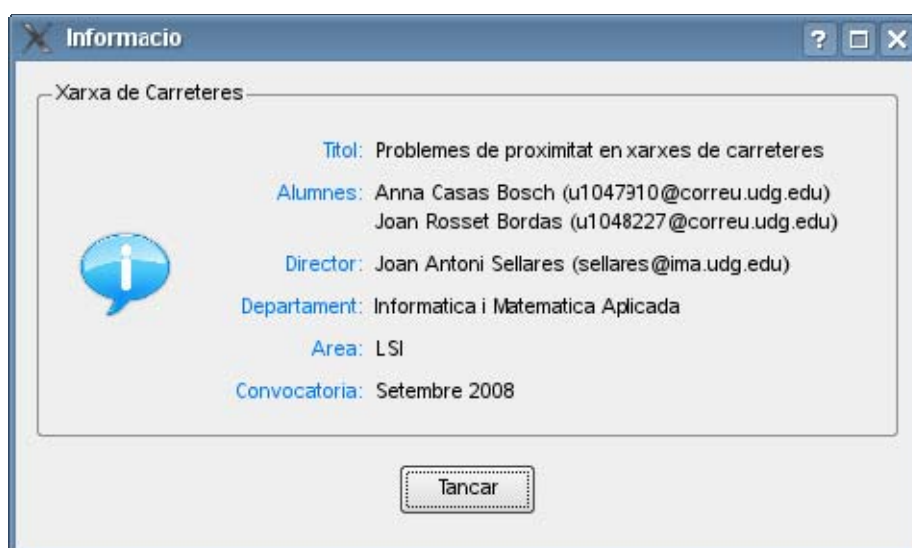 Informacio
Xarxa de Carreteres
Titol: Problemes de proximitat en xarxes de carreteres
Alumnes: Anna Casas Bosch (u1047910@correu.udg.edu)
Joan Rosset Bordas (u1048227@correu.udg.edu)
Director: Joan Antoni Sellares (sellares@ima.udg.edu)
Departament: Informatica i Matematica Aplicada
Area: LSI
Convocatoria: Setembre 2008
Tancar